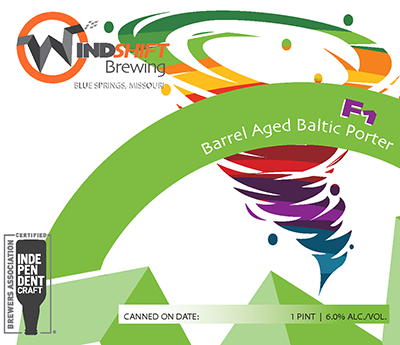 WINDSHIFT
Brewing
BLUE SPRINGS, MISSOURI
F1
Barrel Aged Baltic Porter
BREWERS ASSOCIATION
CERTIFIED
INDE
PEN
DENT
CRAFT
®
CANNED ON DATE: 1 PINT | 6.0% ALC./VOL.